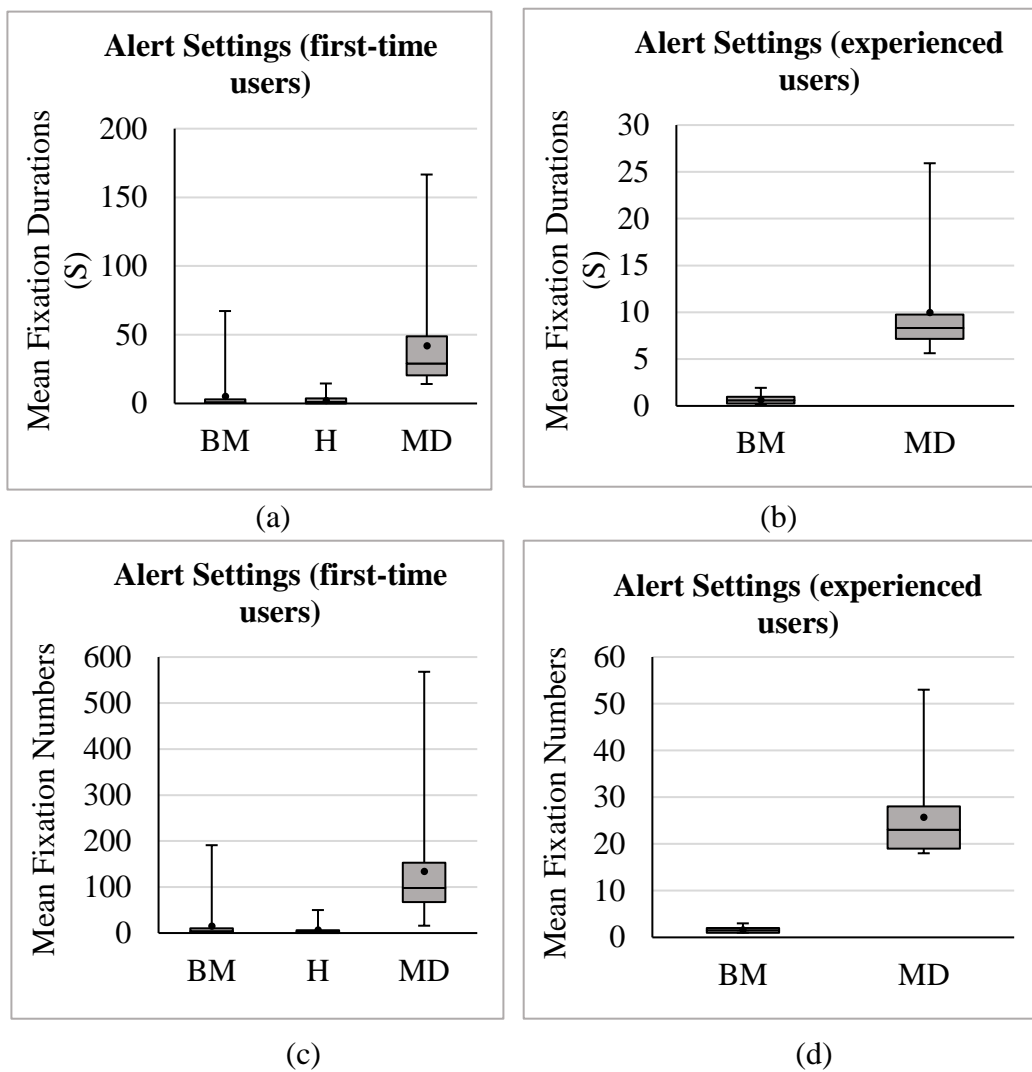 Alert Settings (first-time
users)
Mean Fixation Durations
(S)
200
150
100
50
0
BM H MD
(a)
Alert Settings (experienced
users)
Mean Fixation Durations
(S)
30
25
20
15
10
5
0
BM MD
(b)
Alert Settings (first-time
users)
Mean Fixation Numbers
600
500
400
300
200
100
0
BM H MD
(c)
Alert Settings (experienced
users)
Mean Fixation Numbers
60
50
40
30
20
10
0
BM MD
(d)